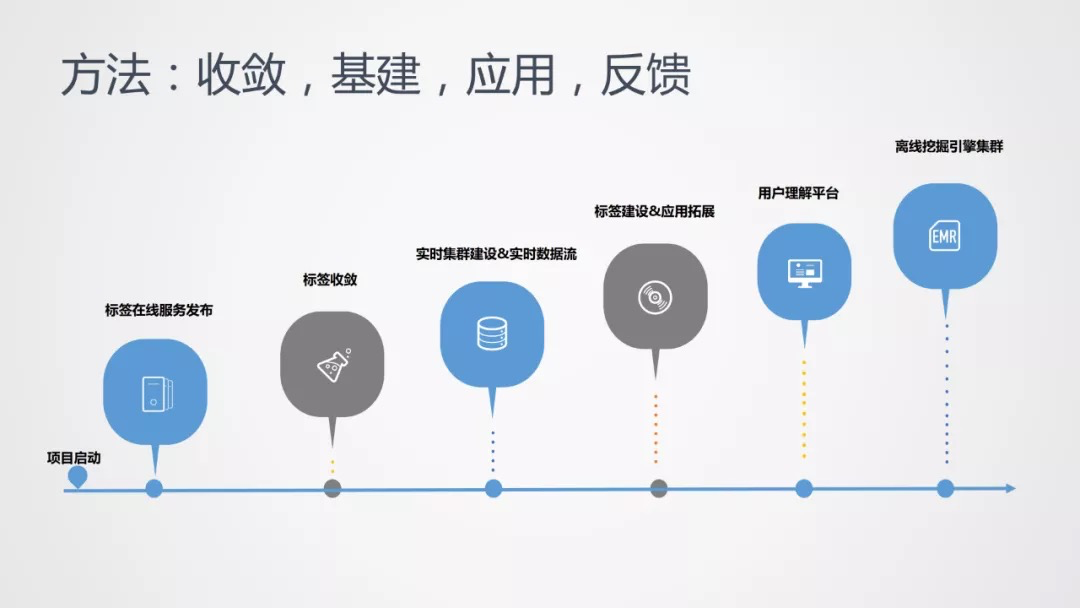 方法：收敛，基建，应用，反馈
项目启动
标签在线服务发布
标签收敛
实时集群建设&实时数据流
标签建设&应用拓展
用户理解平台
离线挖掘引擎集群
EMR